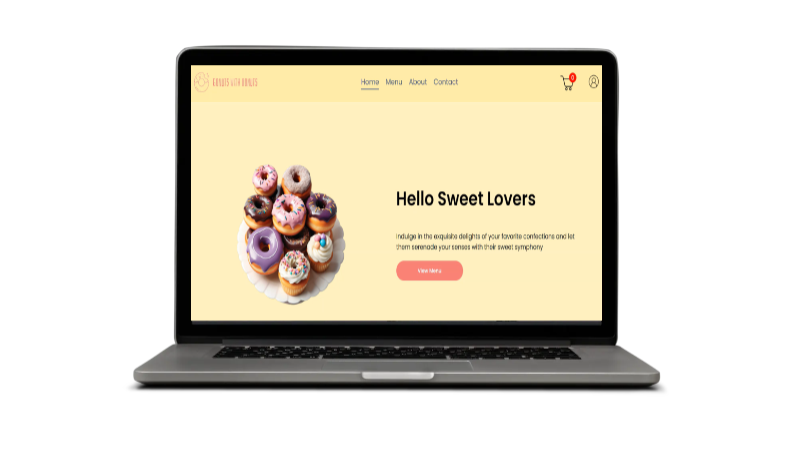 DONUTS WITH DONUTS
Home Menu About Contact
0
Hello Sweet Lovers
Indulge in the exquisite delights of your favorite confections and let
them serenade your senses with their sweet symphony
View Menu